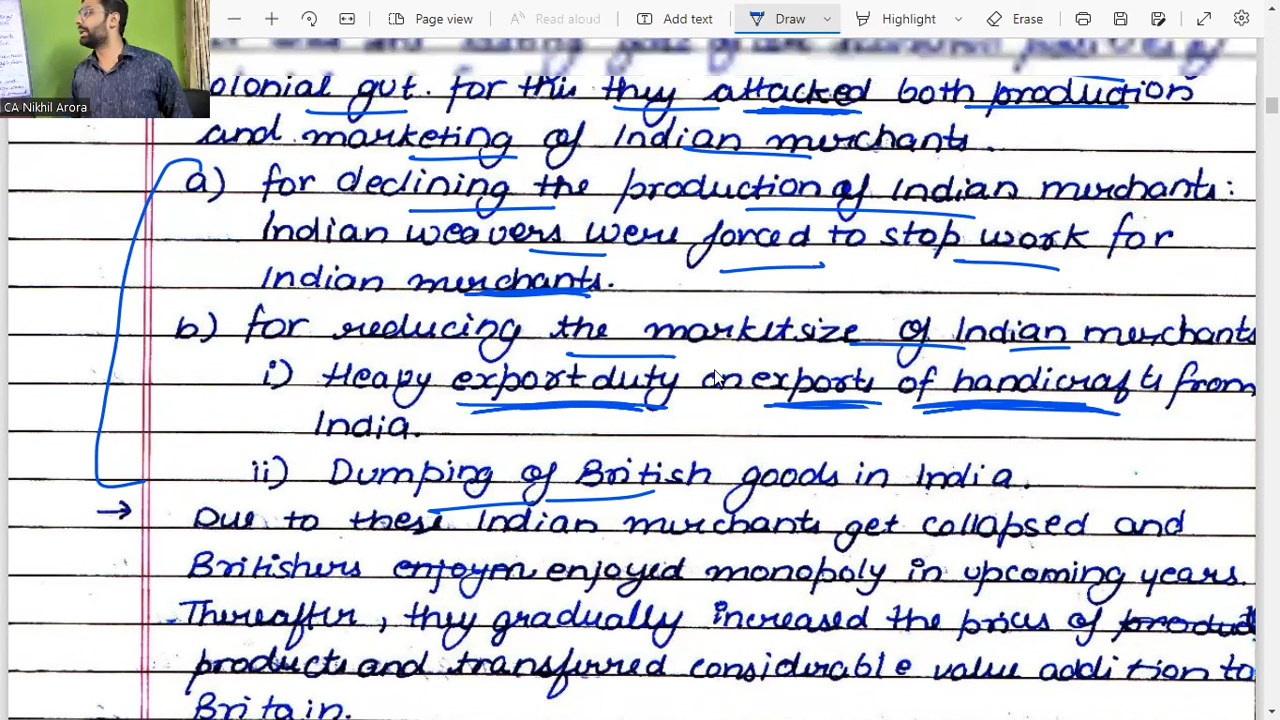 Page view
Read aloud
Add text
Draw
Highlight
Erase
CA Nikhil Arora
olonial gvt. for this they attacked both production
and marketing of Indian merchants.
a) for declining the production of Indian merchants:
Indian weavers were forced to stop work for
Indian merchants.
b) for reducing the market size of Indian merchants
i) Heavy export duty on exports of handicrafts from
India.
ii) Dumping of British goods in India.
→ Due to these Indian merchants get collapsed and
Britishers enjoyed monopoly in upcoming years.
Thereafter, they gradually increased the prices of
products and transferred considerable value addition to
Britain.